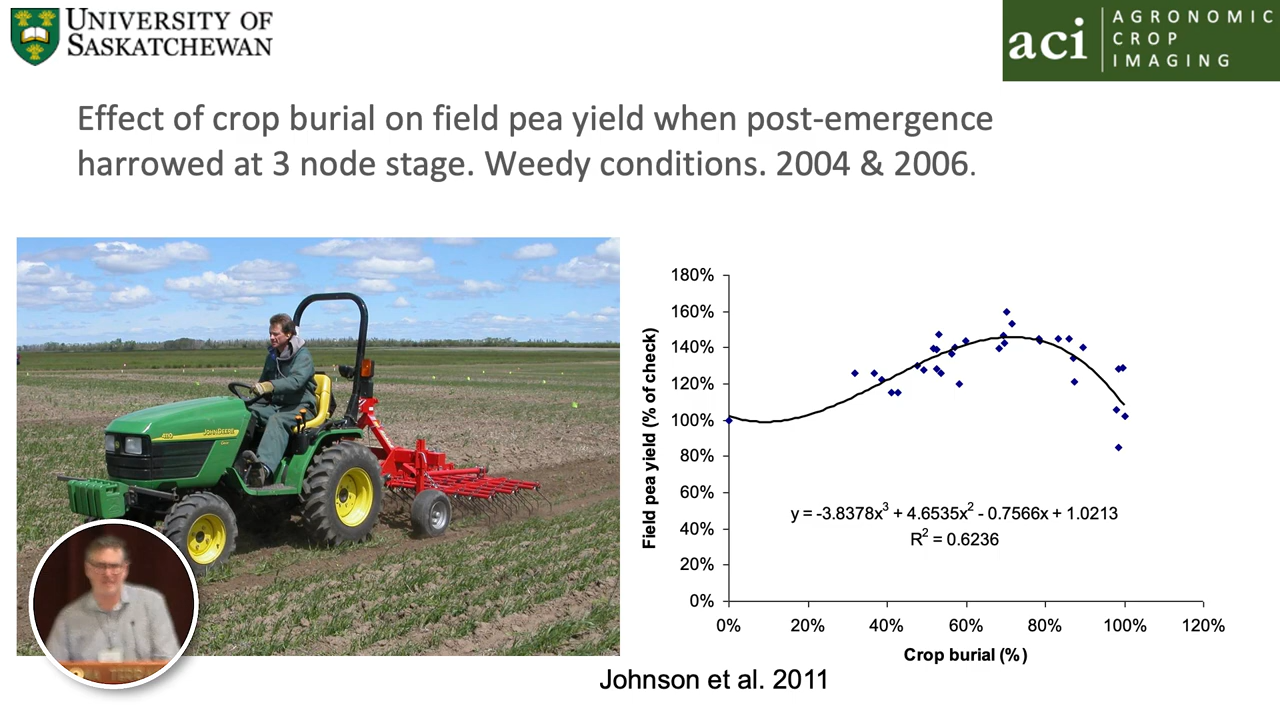 UNIVERSITY OF
SASKATCHEWAN
aci
AGRONOMIC
CROP
IMAGING
Effect of crop burial on field pea yield when post-emergence
harrowed at 3 node stage. Weedy conditions. 2004 & 2006.
JOHN DEERE
Field pea yield (% of check)
180%
160%
140%
120%
100%
80%
60%
40%
20%
0%
y = -3.8378x³ + 4.6535x² - 0.7566x + 1.0213
R² = 0.6236
0% 20% 40% 60% 80% 100% 120%
Crop burial (%)
Johnson et al. 2011